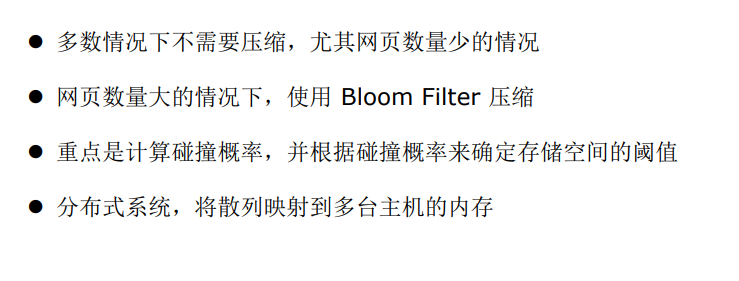 ● 多数情况下不需要压缩，尤其网页数量少的情况
● 网页数量大的情况下，使用 Bloom Filter 压缩
● 重点是计算碰撞概率，并根据碰撞概率来确定存储空间的阈值
● 分布式系统，将散列映射到多台主机的内存